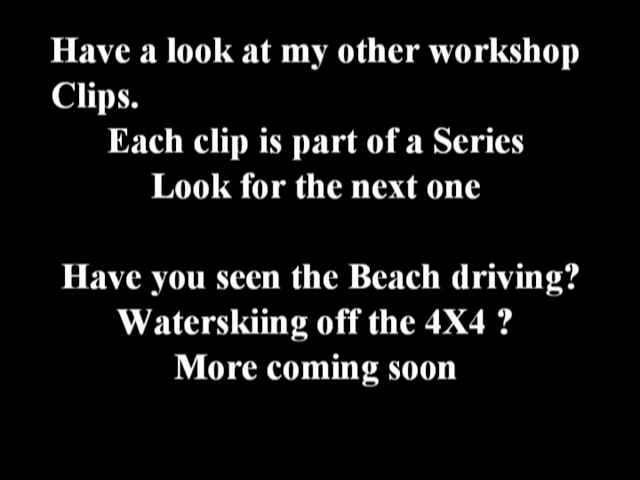 Have a look at my other workshop
Clips.
Each clip is part of a Series
Look for the next one
Have you seen the Beach driving?
Waterskiing off the 4X4 ?
More coming soon